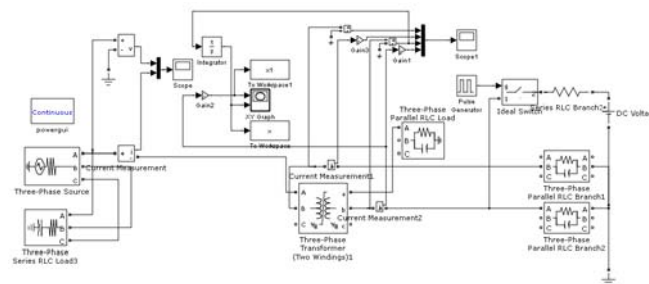 Continuous
powergui
Scope
Integrator
Gain2
x1
To Workspace1
XY Graph
x
To Workspace
Gain3
Gain1
Scope1
Pulse
Generator
Ideal Switch
Series RLC Branch2
DC Volta
Three-Phase
Parallel RLC Load
Three-Phase Source
Current Measurement
Three-Phase
Series RLC Load3
Current Measurement1
Current Measurement2
Three-Phase
Transformer
(Two Windings)1
Three-Phase
Parallel RLC Branch1
Three-Phase
Parallel RLC Branch2
A
B
C
A
B
C
A
B
C
a
b
c
A
B
C
A
B
C
A
B
C
A
B
C
A
B
C